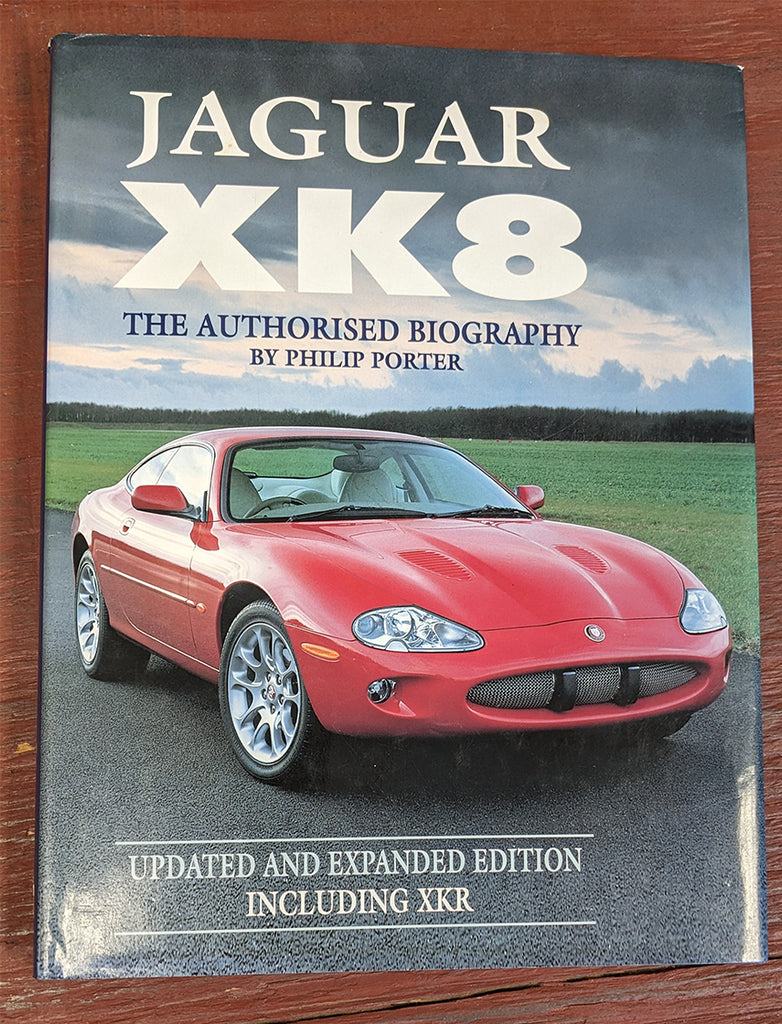 JAGUAR
XK8
THE AUTHORISED BIOGRAPHY
BY PHILIP PORTER
UPDATED AND EXPANDED EDITION
INCLUDING XKR